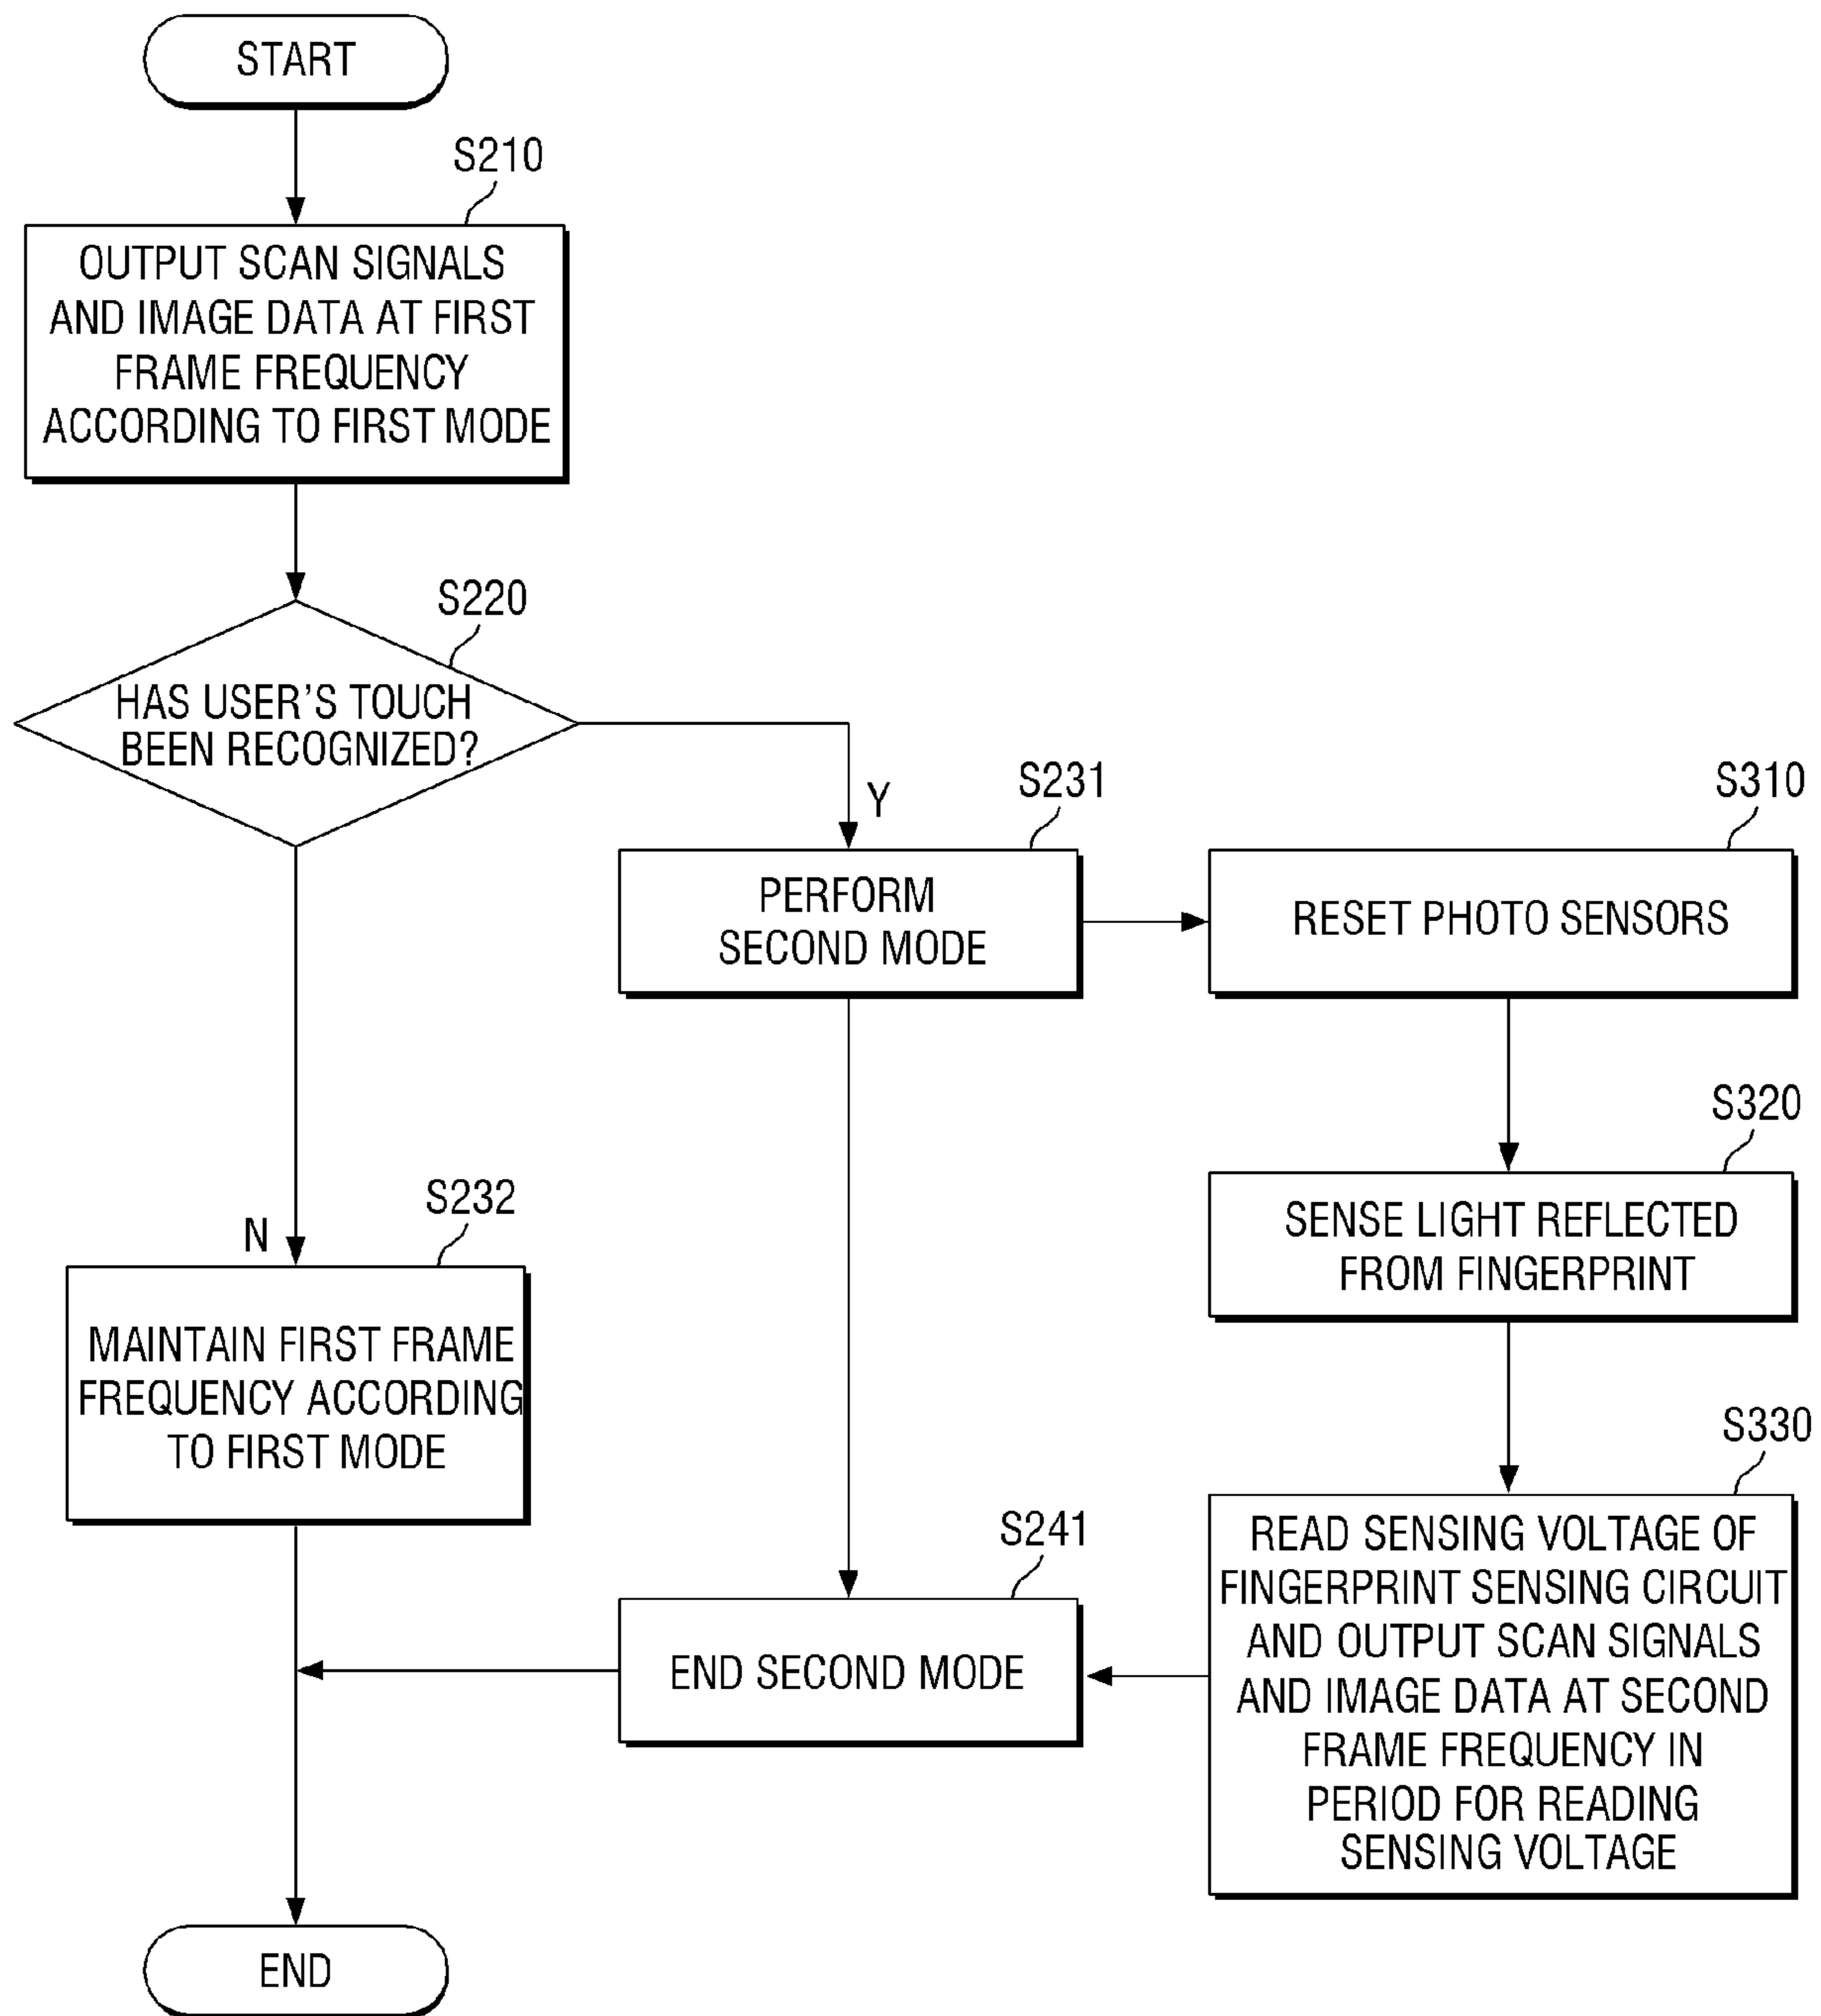 START
S210
OUTPUT SCAN SIGNALS
AND IMAGE DATA AT FIRST
FRAME FREQUENCY
ACCORDING TO FIRST MODE
S220
HAS USER'S TOUCH
BEEN RECOGNIZED?
Y
S231
PERFORM
SECOND MODE
S310
RESET PHOTO SENSORS
S320
SENSE LIGHT REFLECTED
FROM FINGERPRINT
N
S232
MAINTAIN FIRST FRAME
FREQUENCY ACCORDING
TO FIRST MODE
S330
READ SENSING VOLTAGE OF
FINGERPRINT SENSING CIRCUIT
AND OUTPUT SCAN SIGNALS
AND IMAGE DATA AT SECOND
FRAME FREQUENCY IN
PERIOD FOR READING
SENSING VOLTAGE
S241
END SECOND MODE
END